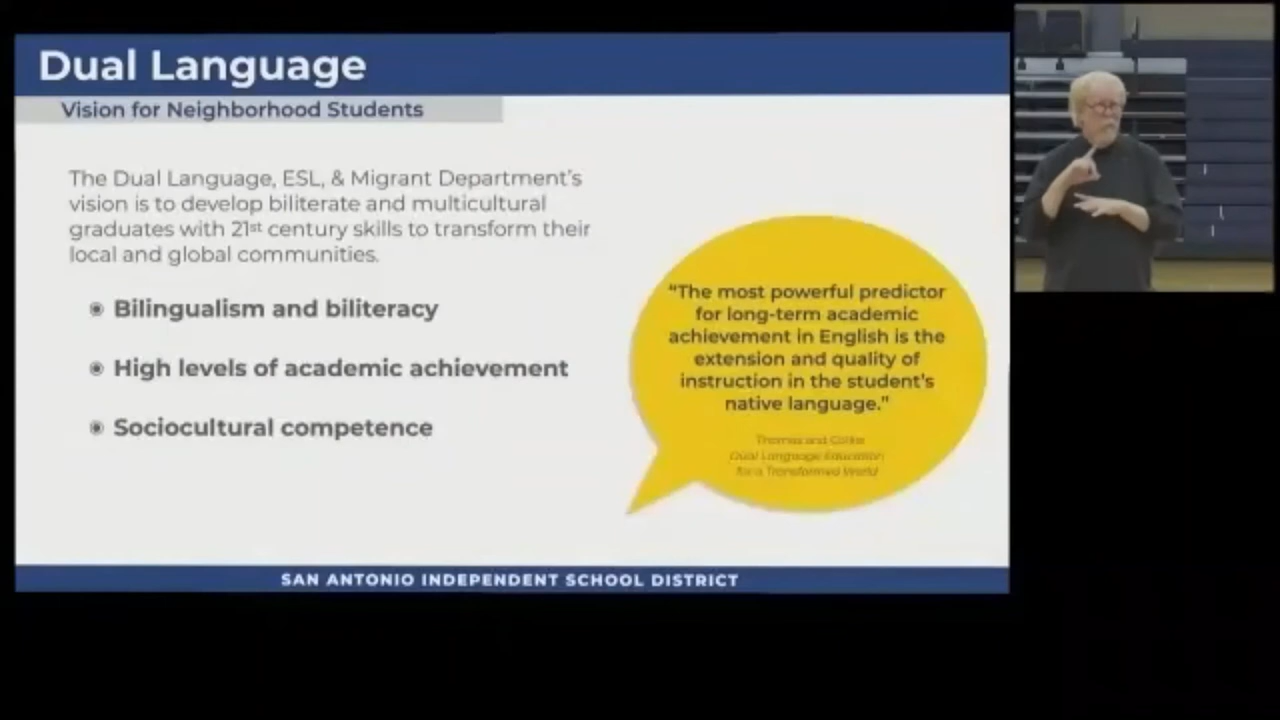 Dual Language
Vision for Neighborhood Students
The Dual Language, ESL, & Migrant Department's
vision is to develop biliterate and multicultural
graduates with 21st century skills to transform their
local and global communities.
Bilingualism and biliteracy
High levels of academic achievement
Sociocultural competence
"The most powerful predictor
for long-term academic
achievement in English is the
extension and quality of
instruction in the student's
native language."
Thomas and Collier
Dual Language Education
for a Transformed World
SAN ANTONIO INDEPENDENT SCHOOL DISTRICT